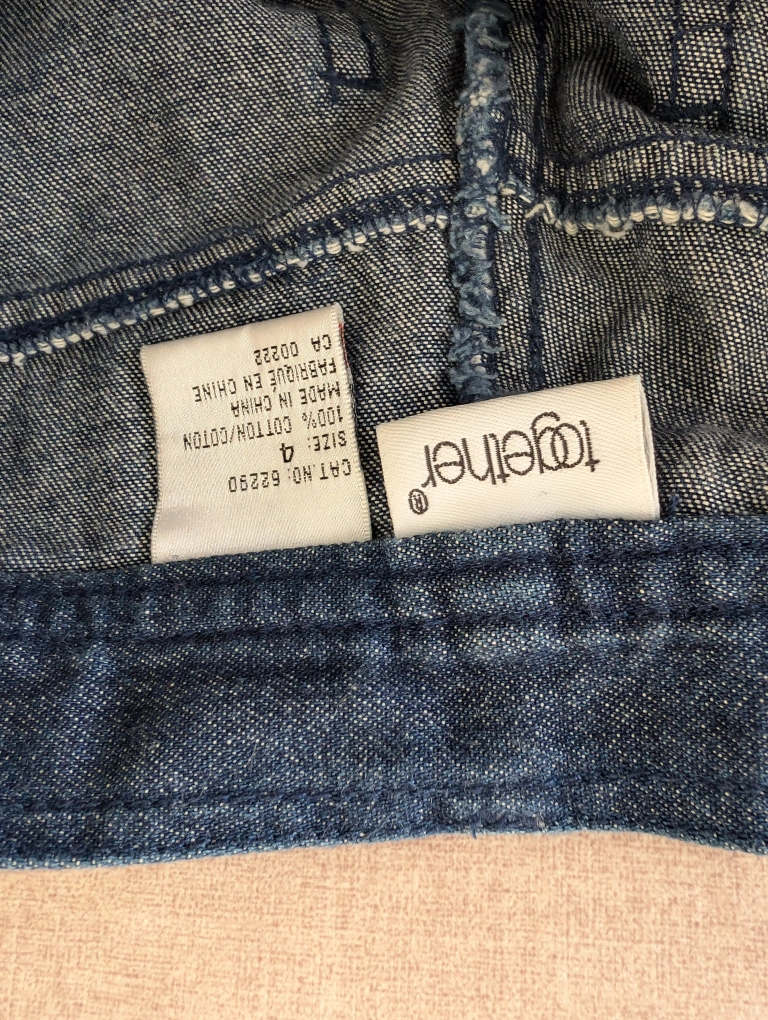 CAT.NO: 62290
SIZE: 4
100% COTTON/COTON
MADE IN CHINA
FABRIQUÉ EN CHINE
CA 00222
together®